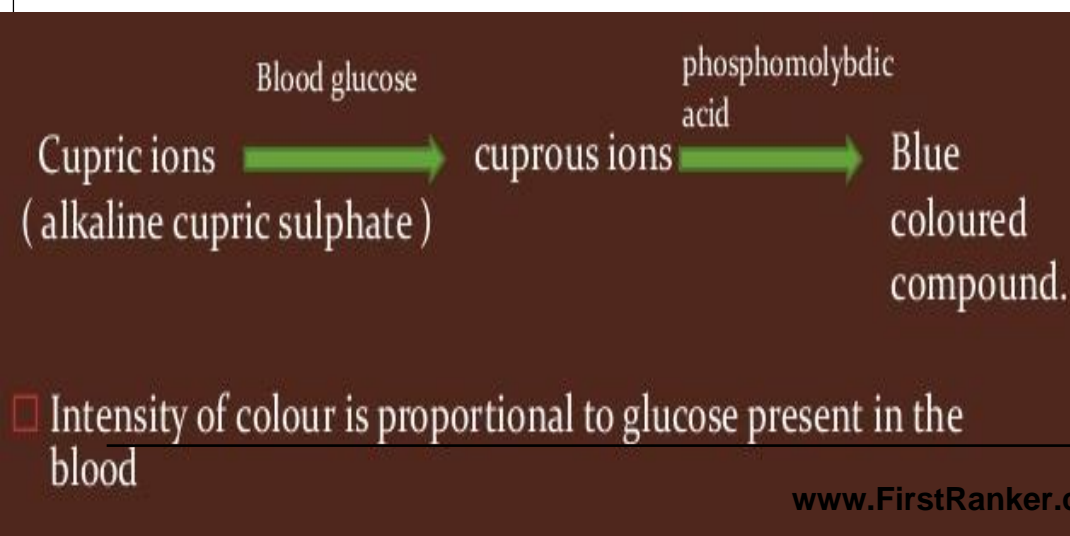 Blood glucose
phosphomolybdic
acid
Cupric ions
cuprous ions
Blue
( alkaline cupric sulphate )
coloured
compound.
Intensity of colour is proportional to glucose present in the
blood
www.FirstRanker.c